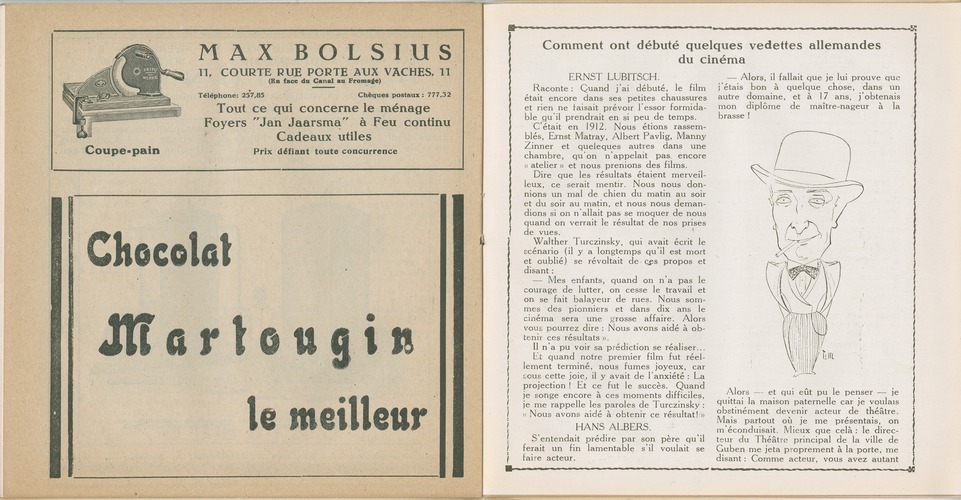 MAX BOLSIUS
11, COURTE RUE PORTE AUX VACHES, 11
(En face du Canal au Fromage)
Téléphone: 257,85 Chèques postaux : 777,32
Tout ce qui concerne le ménage
Foyers "Jan Jaarsma" à Feu continu
Cadeaux utiles
Coupe-pain
Prix défiant toute concurrence
Chocolat
Martougin
le meilleur
Comment ont débuté quelques vedettes allemandes
du cinéma
ERNST LUBITSCH.
Raconte : Quand j'ai débuté, le film
était encore dans ses petites chaussures
et rien ne faisait prévoir l'essor formida-
ble qu'il prendrait en si peu de temps.
C'était en 1912. Nous étions rassem-
blés, Ernst Matray, Albert Pavlig, Manny
Zinner et queleques autres dans une
chambre, qu'on n'appelait pas encore
« atelier » et nous prenions des films.
Dire que les résultats étaient merveil-
leux, ce serait mentir. Nous nous don-
nions un mal de chien du matin au soir
et du soir au matin, et nous nous deman-
dions si on n'allait pas se moquer de nous
quand on verrait le résultat de nos prises
de vues.
Walther Turczinsky, qui avait écrit le
scénario (il y a longtemps qu'il est mort
et oublié) se révoltait de ces propos et
disant :
— Mes enfants, quand on n'a pas le
courage de lutter, on cesse le travail et
on se fait balayeur de rues. Nous som-
mes des pionniers et dans dix ans le
cinéma sera une grosse affaire. Alors
vous pourrez dire : Nous avons aidé à ob-
tenir ces résultats ».
Il n'a pu voir sa prédiction se réaliser...
Et quand notre premier film fut réel-
lement terminé, nous fumes joyeux, car
sous cette joie, il y avait de l'anxiété : La
projection ! Et ce fut le succès. Quand
je songe encore à ces moments difficiles,
je me rappelle les paroles de Turczinsky :
« Nous avons aidé à obtenir ce résultat! »
HANS ALBERS.
S'entendait prédire par son père qu'il
ferait un fin lamentable s'il voulait se
faire acteur.
— Alors, il fallait que je lui prouve que
j'étais bon à quelque chose, dans un
autre domaine, et à 17 ans, j'obtenais
mon diplôme de maître-nageur à la
brasse !
Alors — et qui eût pu le penser — je
quittai la maison paternelle car je voulais
obstinément devenir acteur de théâtre.
Mais partout où je me présentais, on
m'éconduisait. Mieux que celà : le direc-
teur du Théâtre principal de la ville de
Guben me jeta proprement à la porte, me
disant : Comme acteur, vous avez autant